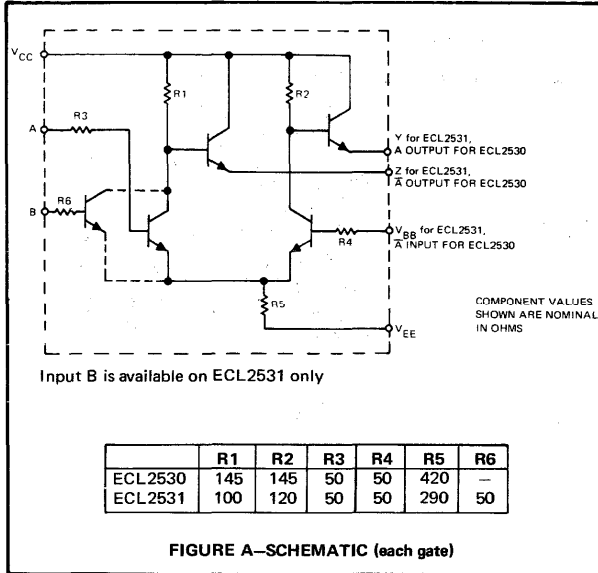 VCC
R1
R2
R3
A
Y for ECL2531,
A OUTPUT FOR ECL2530
Z for ECL2531,
A̅ OUTPUT FOR ECL2530
R6
B
VBB for ECL2531,
A̅ INPUT FOR ECL2530
R4
R5
COMPONENT VALUES
SHOWN ARE NOMINAL
IN OHMS
VEE
Input B is available on ECL2531 only
R1 R2 R3 R4 R5 R6
ECL2530 145 145 50 50 420 —
ECL2531 100 120 50 50 290 50
FIGURE A—SCHEMATIC (each gate)